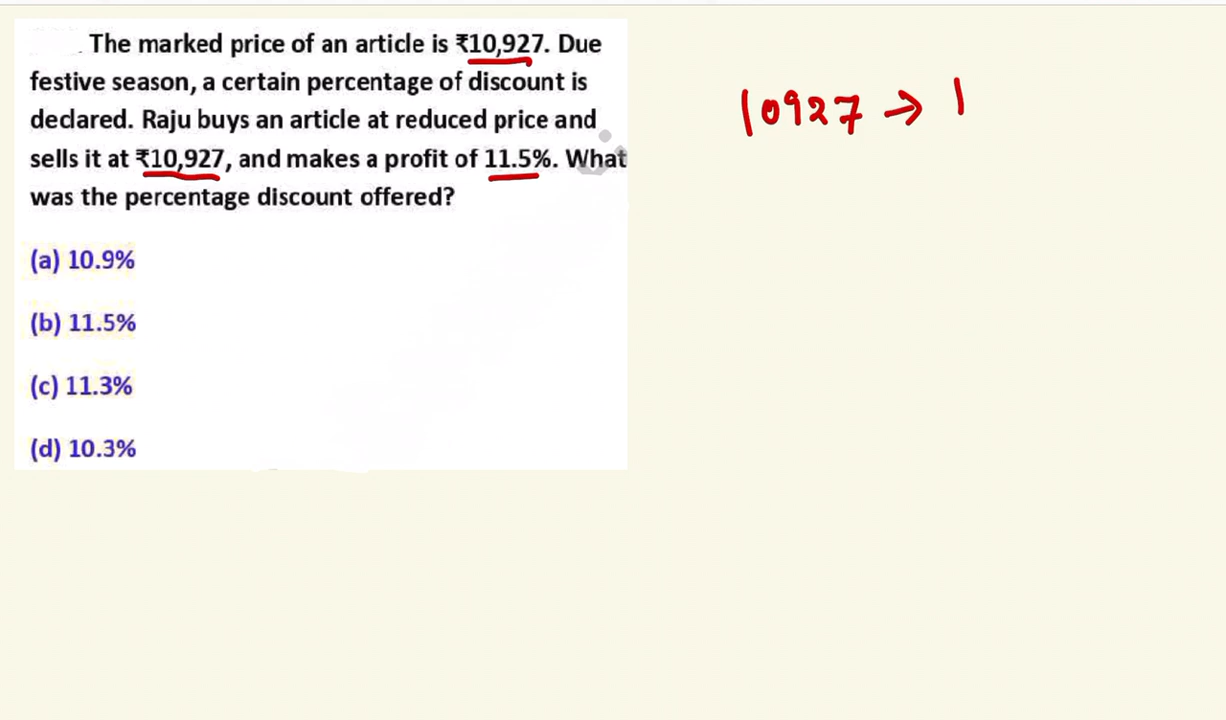 The marked price of an article is ₹10,927. Due
festive season, a certain percentage of discount is
declared. Raju buys an article at reduced price and
sells it at ₹10,927, and makes a profit of 11.5%. What
was the percentage discount offered?
(a) 10.9%
(b) 11.5%
(c) 11.3%
(d) 10.3%
10927 → 1